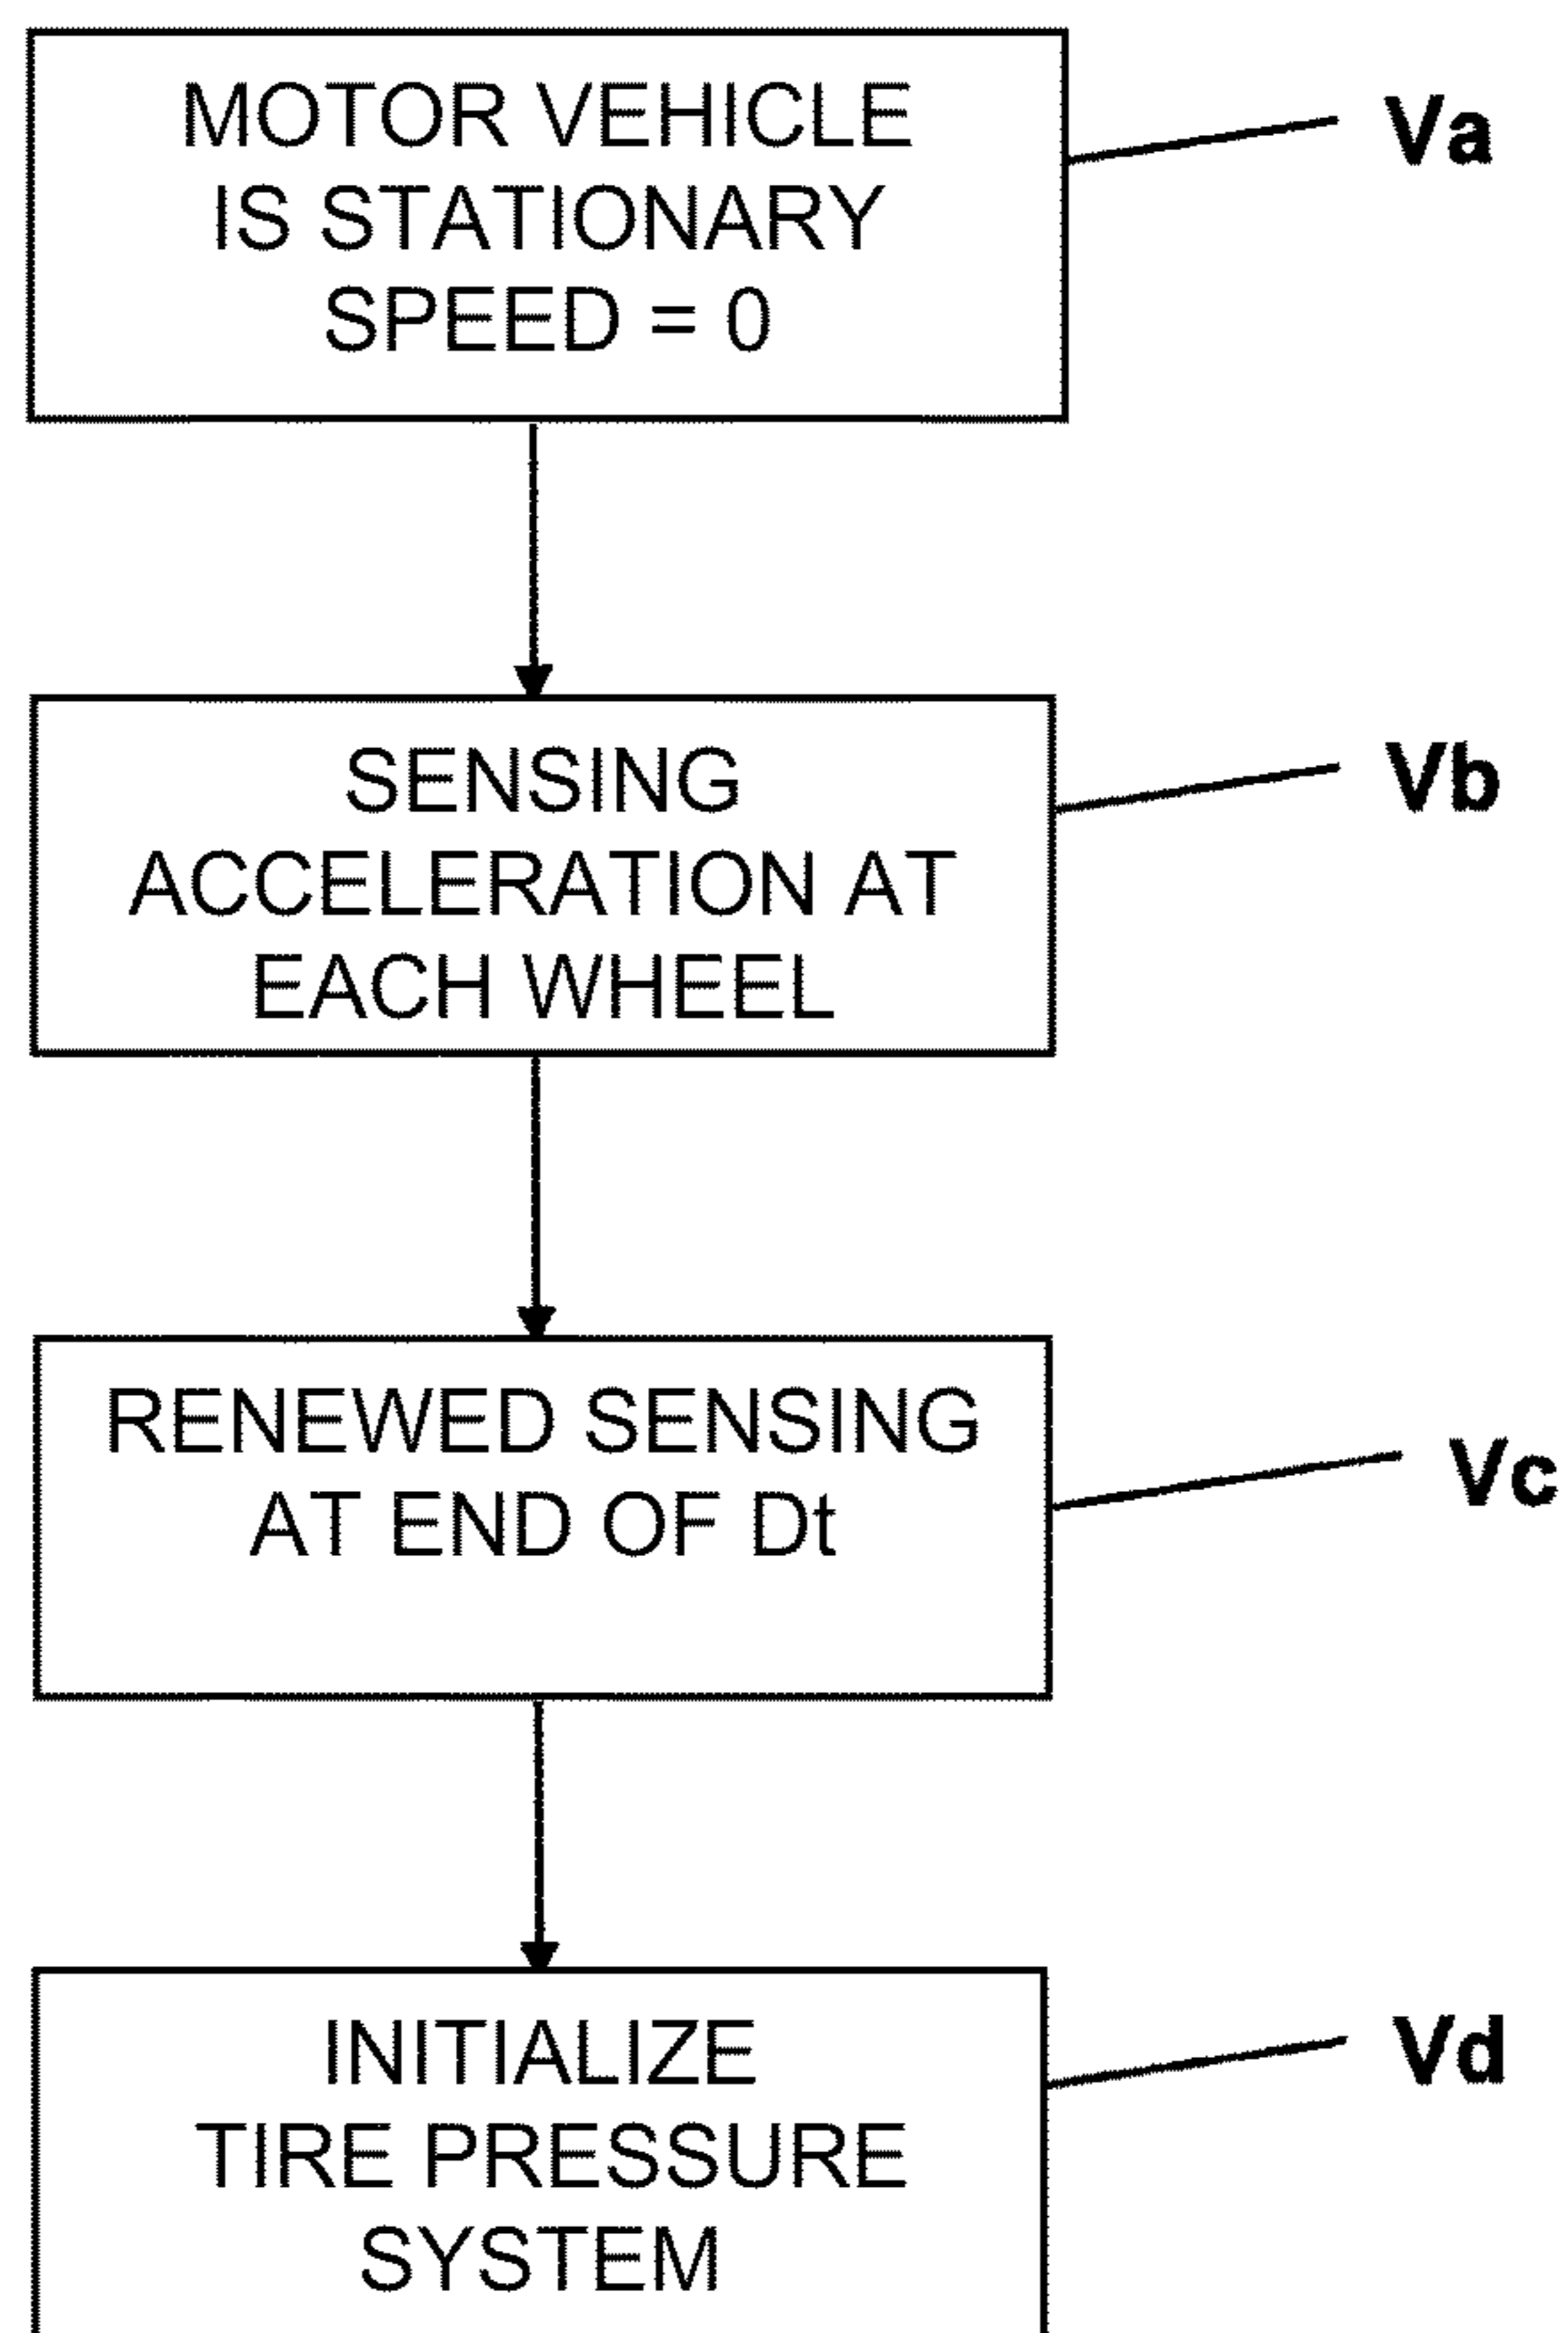 MOTOR VEHICLE
IS STATIONARY
SPEED = 0
Va
SENSING
ACCELERATION AT
EACH WHEEL
Vb
RENEWED SENSING
AT END OF Dt
Vc
INITIALIZE
TIRE PRESSURE
SYSTEM
Vd